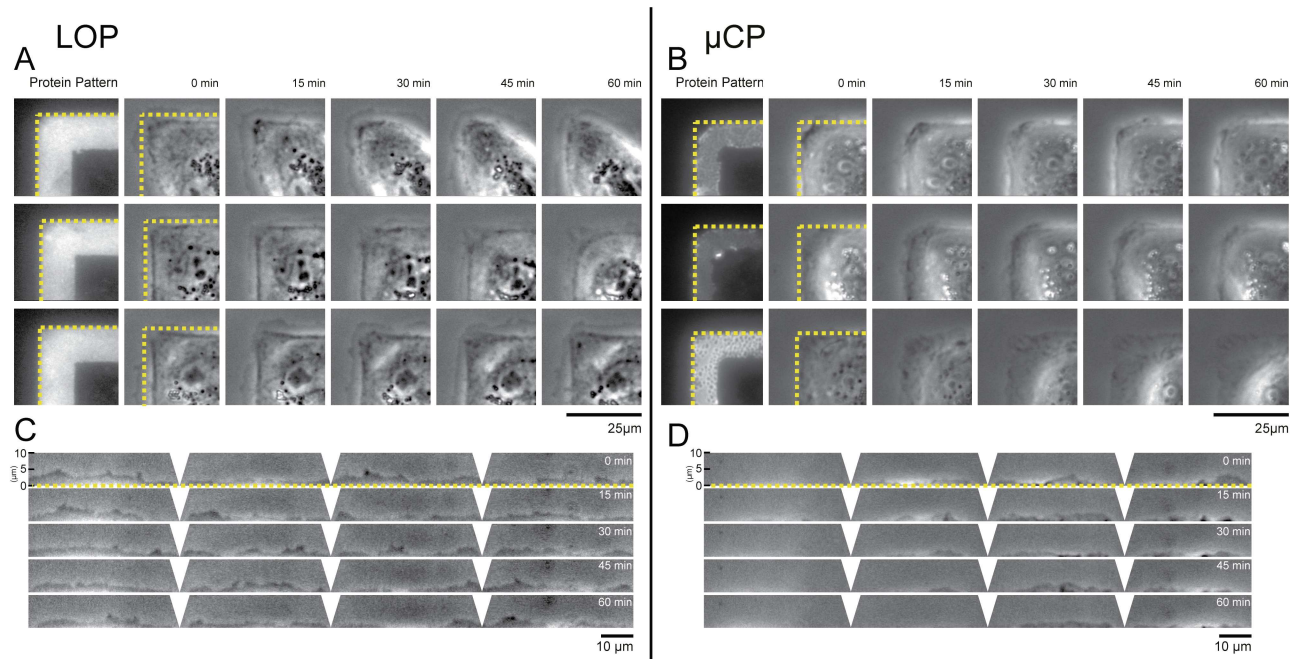 LOP
A
Protein Pattern 0 min 15 min 30 min 45 min 60 min
25µm
C
10
5
0
(µm)
0 min
15 min
30 min
45 min
60 min
10 µm
µCP
B
Protein Pattern 0 min 15 min 30 min 45 min 60 min
25µm
D
10
5
0
(µm)
0 min
15 min
30 min
45 min
60 min
10 µm